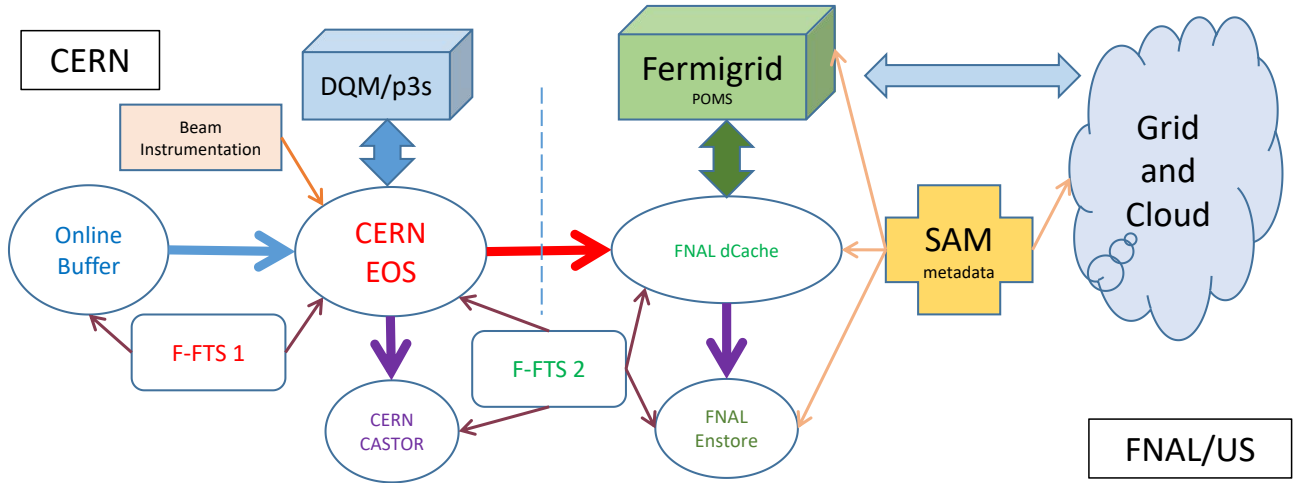 CERN
DQM/p3s
Fermigrid
POMS
Beam
Instrumentation
Grid
and
Cloud
Online
Buffer
CERN
EOS
FNAL dCache
SAM
metadata
F-FTS 1
F-FTS 2
CERN
CASTOR
FNAL
Enstore
FNAL/US